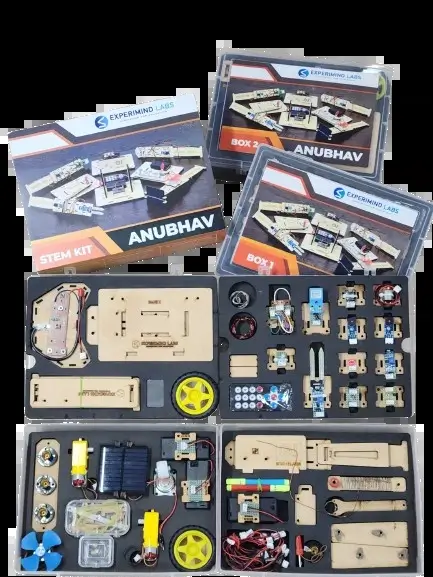 EXPERIMIND LABS
BOX 2
ANUBHAV
EXPERIMIND LABS
STEM KIT
ANUBHAV
EXPERIMIND LABS
BOX 1
ANUBHAV